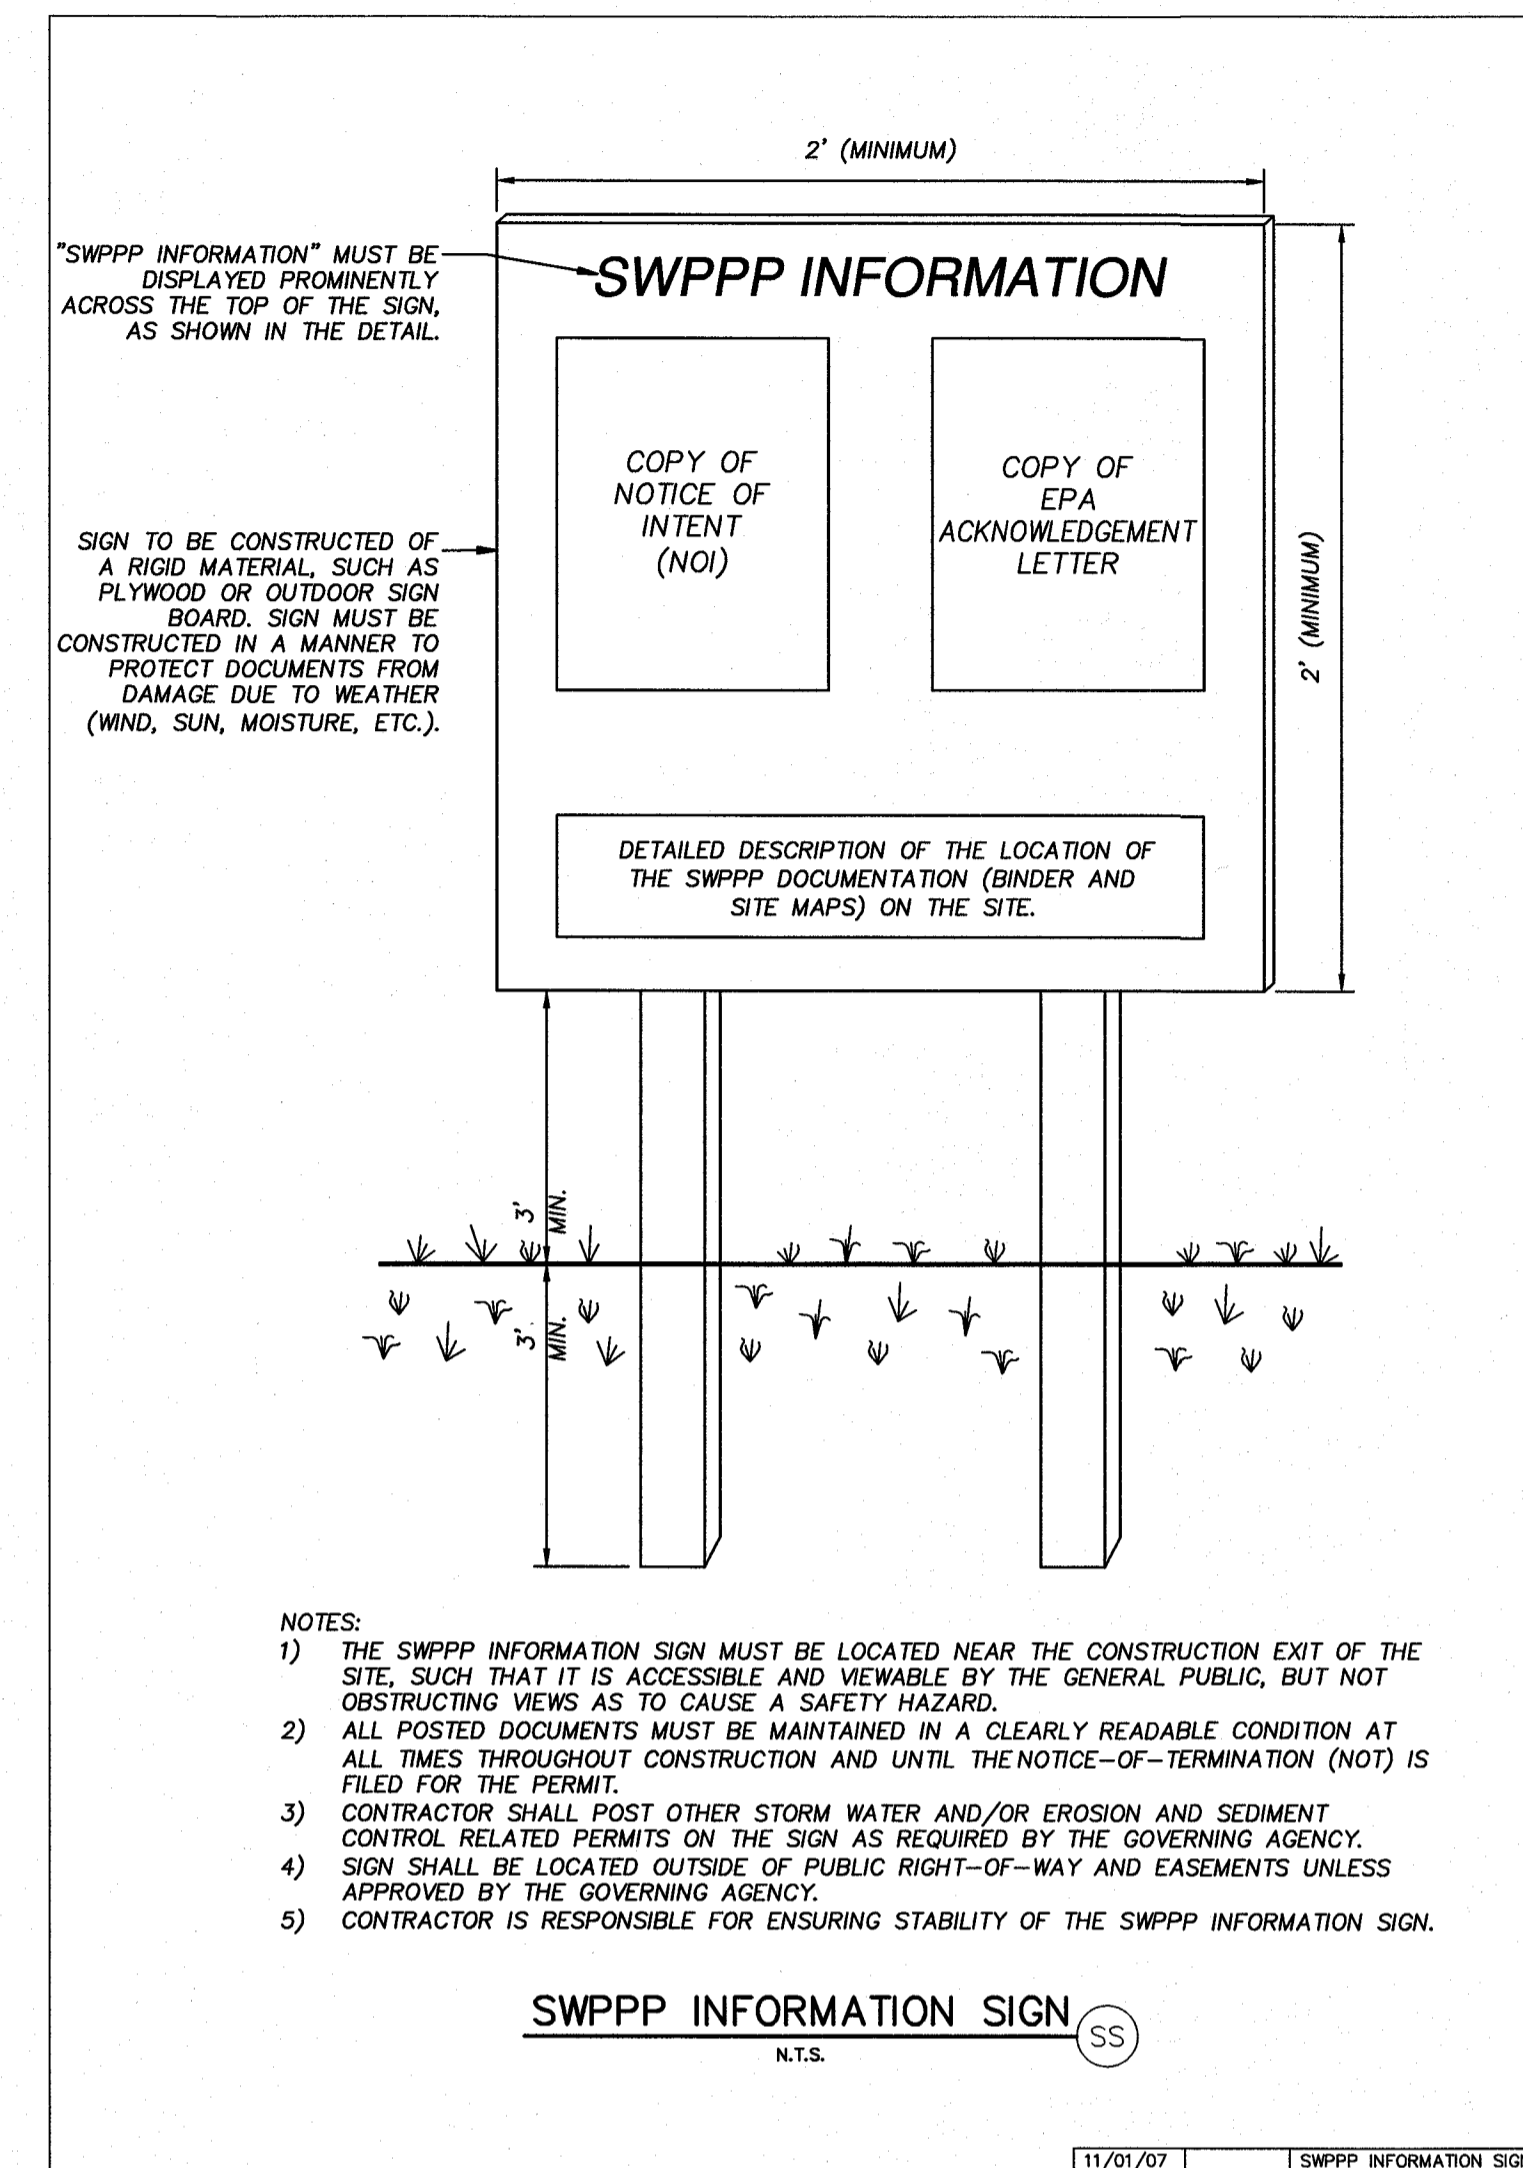 2' (MINIMUM)
"SWPPP INFORMATION" MUST BE
DISPLAYED PROMINENTLY
ACROSS THE TOP OF THE SIGN,
AS SHOWN IN THE DETAIL.
SWPPP INFORMATION
COPY OF
NOTICE OF
INTENT
(NOI)
COPY OF
EPA
ACKNOWLEDGEMENT
LETTER
2' (MINIMUM)
SIGN TO BE CONSTRUCTED OF
A RIGID MATERIAL, SUCH AS
PLYWOOD OR OUTDOOR SIGN
BOARD. SIGN MUST BE
CONSTRUCTED IN A MANNER TO
PROTECT DOCUMENTS FROM
DAMAGE DUE TO WEATHER
(WIND, SUN, MOISTURE, ETC.).
DETAILED DESCRIPTION OF THE LOCATION OF
THE SWPPP DOCUMENTATION (BINDER AND
SITE MAPS) ON THE SITE.
3'
MIN.
3'
MIN.
NOTES:
1) THE SWPPP INFORMATION SIGN MUST BE LOCATED NEAR THE CONSTRUCTION EXIT OF THE
SITE, SUCH THAT IT IS ACCESSIBLE AND VIEWABLE BY THE GENERAL PUBLIC, BUT NOT
OBSTRUCTING VIEWS AS TO CAUSE A SAFETY HAZARD.
2) ALL POSTED DOCUMENTS MUST BE MAINTAINED IN A CLEARLY READABLE CONDITION AT
ALL TIMES THROUGHOUT CONSTRUCTION AND UNTIL THE NOTICE-OF-TERMINATION (NOT) IS
FILED FOR THE PERMIT.
3) CONTRACTOR SHALL POST OTHER STORM WATER AND/OR EROSION AND SEDIMENT
CONTROL RELATED PERMITS ON THE SIGN AS REQUIRED BY THE GOVERNING AGENCY.
4) SIGN SHALL BE LOCATED OUTSIDE OF PUBLIC RIGHT-OF-WAY AND EASEMENTS UNLESS
APPROVED BY THE GOVERNING AGENCY.
5) CONTRACTOR IS RESPONSIBLE FOR ENSURING STABILITY OF THE SWPPP INFORMATION SIGN.
SWPPP INFORMATION SIGN
SS
N.T.S.
11/01/07
SWPPP INFORMATION SIGN